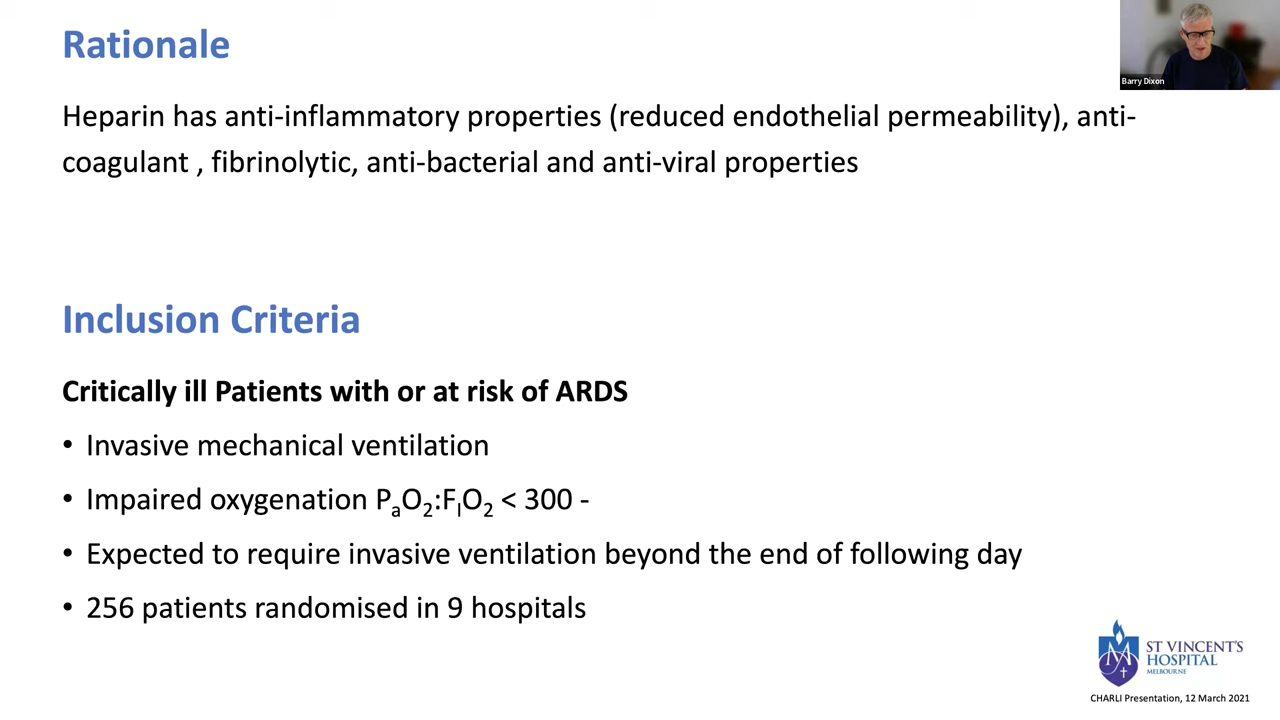 Rationale
Barry Dixon
Heparin has anti-inflammatory properties (reduced endothelial permeability), anti-
coagulant , fibrinolytic, anti-bacterial and anti-viral properties
Inclusion Criteria
Critically ill Patients with or at risk of ARDS
• Invasive mechanical ventilation
• Impaired oxygenation PaO2:FIO2 < 300 -
• Expected to require invasive ventilation beyond the end of following day
• 256 patients randomised in 9 hospitals
ST VINCENT'S
HOSPITAL
MELBOURNE
CHARLI Presentation, 12 March 2021